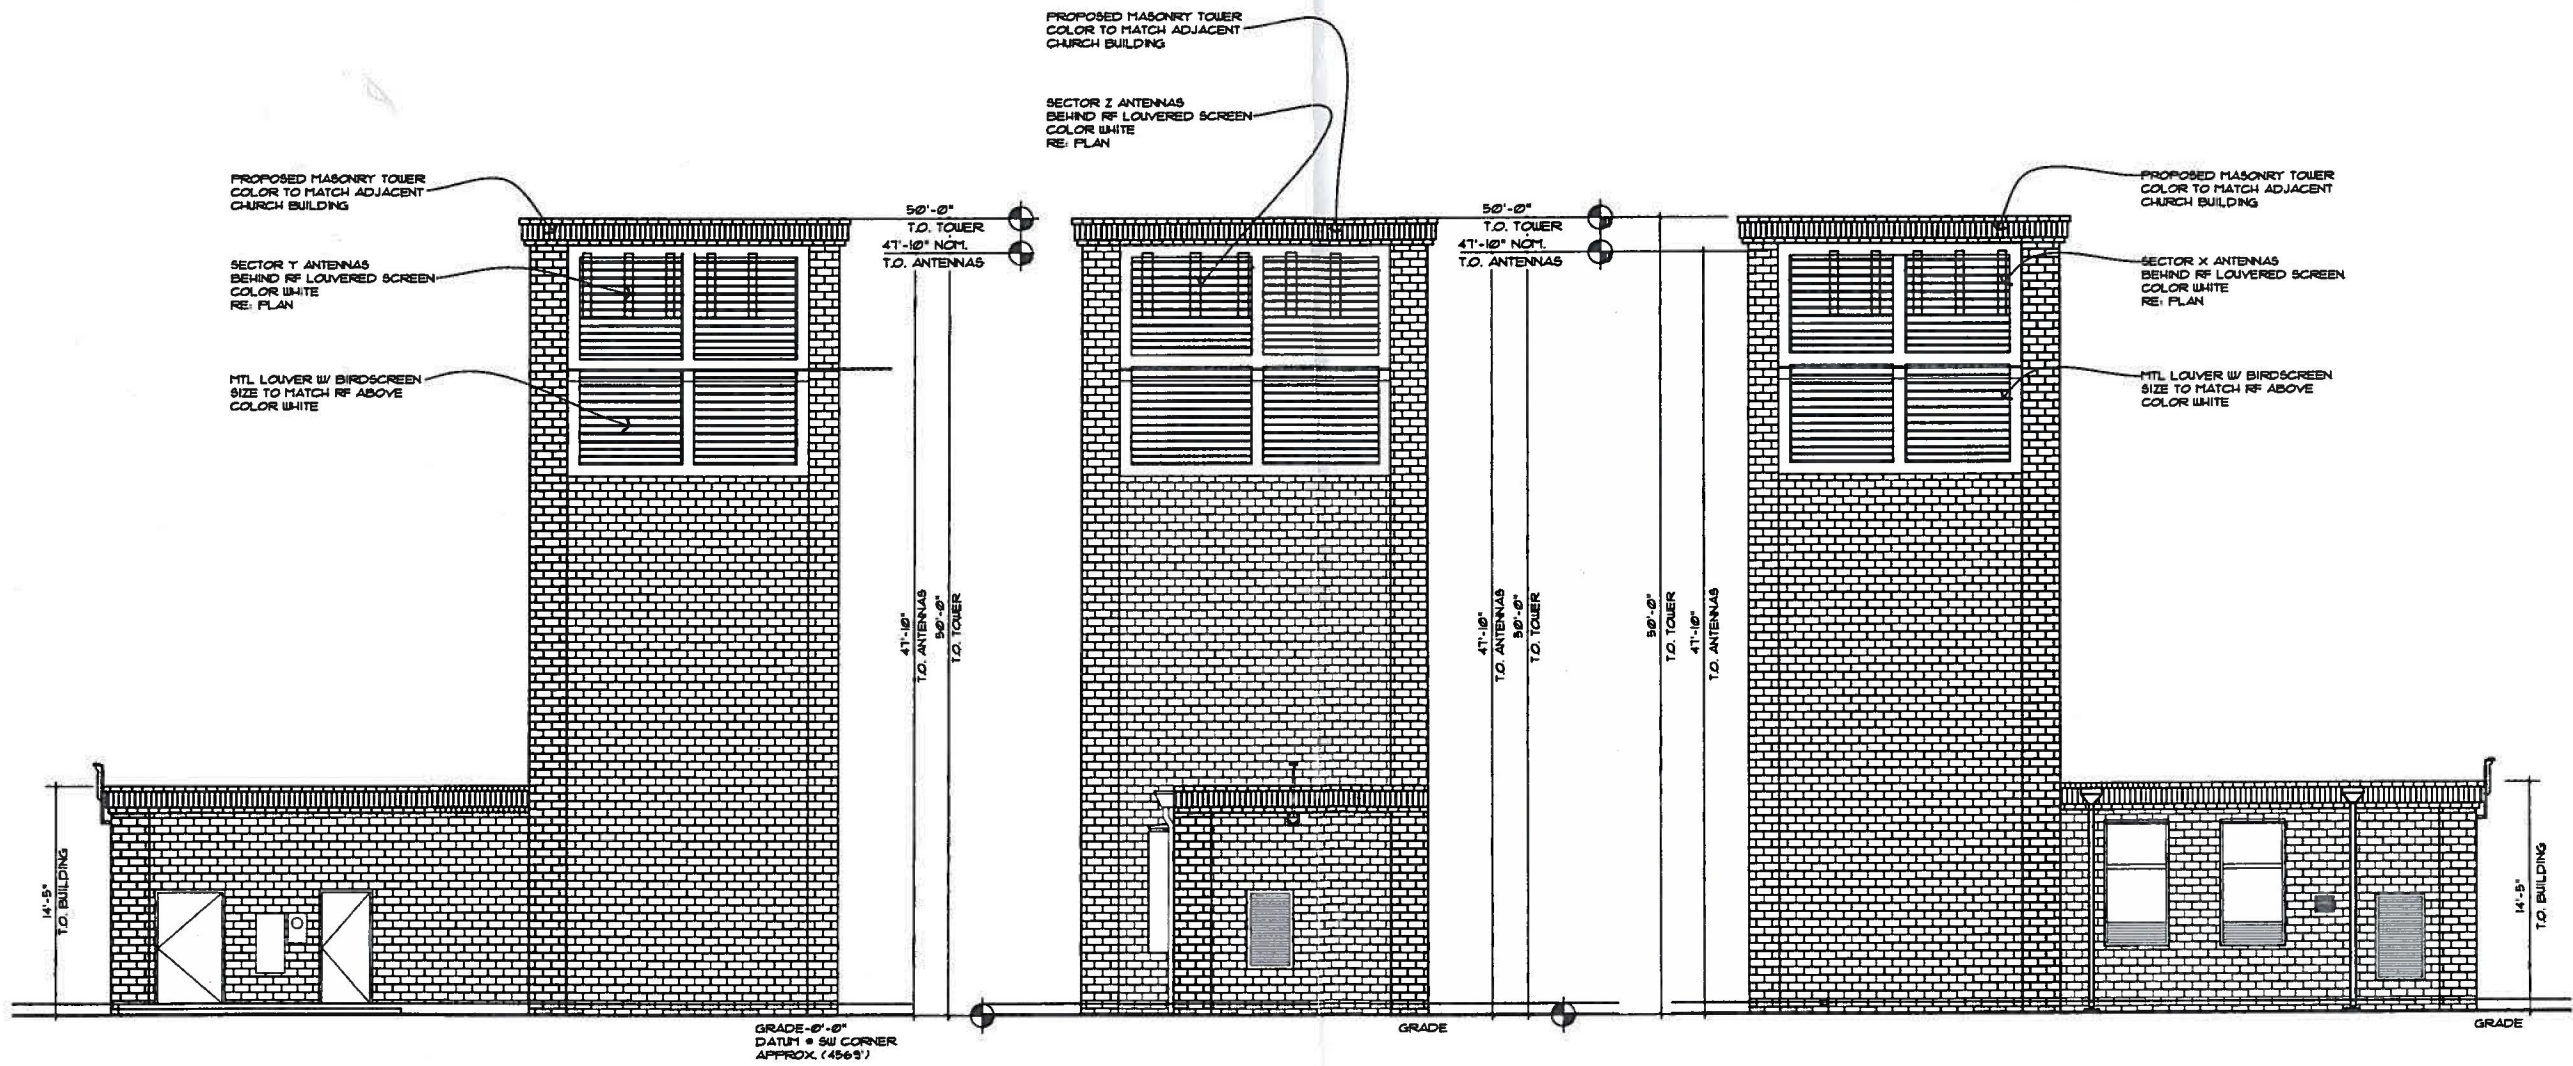 PROPOSED MASONRY TOWER
COLOR TO MATCH ADJACENT
CHURCH BUILDING
SECTOR Z ANTENNAS
BEHIND RF LOUVERED SCREEN
COLOR WHITE
RE: PLAN
PROPOSED MASONRY TOWER
COLOR TO MATCH ADJACENT
CHURCH BUILDING
SECTOR Y ANTENNAS
BEHIND RF LOUVERED SCREEN
COLOR WHITE
RE: PLAN
MTL LOUVER W/ BIRDSCREEN
SIZE TO MATCH RF ABOVE
COLOR WHITE
50'-0"
T.O. TOWER
47'-10" NOM.
T.O. ANTENNAS
50'-0"
T.O. TOWER
47'-10" NOM.
T.O. ANTENNAS
PROPOSED MASONRY TOWER
COLOR TO MATCH ADJACENT
CHURCH BUILDING
SECTOR X ANTENNAS
BEHIND RF LOUVERED SCREEN
COLOR WHITE
RE: PLAN
MTL LOUVER W/ BIRDSCREEN
SIZE TO MATCH RF ABOVE
COLOR WHITE
47'-10"
T.O. ANTENNAS
50'-0"
T.O. TOWER
47'-10"
T.O. ANTENNAS
50'-0"
T.O. TOWER
50'-0"
T.O. TOWER
47'-10"
T.O. ANTENNAS
14'-5"
T.O. BUILDING
14'-5"
T.O. BUILDING
GRADE-0'-0"
DATUM @ SW CORNER
APPROX. (4565')
GRADE
GRADE